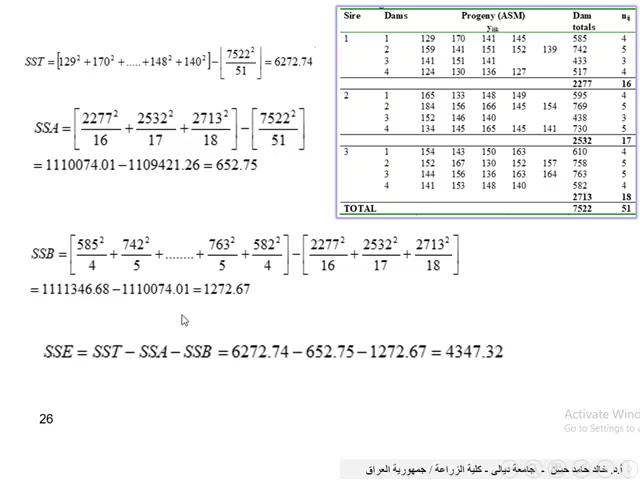 SST = [129² + 170² + ..... + 148² + 140²] − [7522² / 51] = 6272.74
SSA = [2277²/16 + 2532²/17 + 2713²/18] − [7522²/51]
= 1110074.01 − 1109421.26 = 652.75
SSB = [585²/4 + 742²/5 + ........ + 763²/5 + 582²/4] − [2277²/16 + 2532²/17 + 2713²/18]
= 1111346.68 − 1110074.01 = 1272.67
SSE = SST − SSA − SSB = 6272.74 − 652.75 − 1272.67 = 4347.32
Sire Dams Progeny (ASM) Dam nᵢⱼ
yᵢⱼₖ totals
1 1 129 170 141 145 585 4
2 159 141 151 152 139 742 5
3 141 151 141 433 3
4 124 130 136 127 517 4
2277 16
2 1 165 133 148 149 595 4
2 184 156 166 145 154 769 5
3 152 146 140 438 3
4 134 145 165 145 141 730 5
2532 17
3 1 154 143 150 163 610 4
2 152 167 130 152 157 758 5
3 144 156 136 163 164 763 5
4 141 153 148 140 582 4
2713 18
TOTAL 7522 51
26
Activate Wind
Go to Settings to a
أ.د. خالد حامد حسن - جامعة ديالى - كلية الزراعة / جمهورية العراق